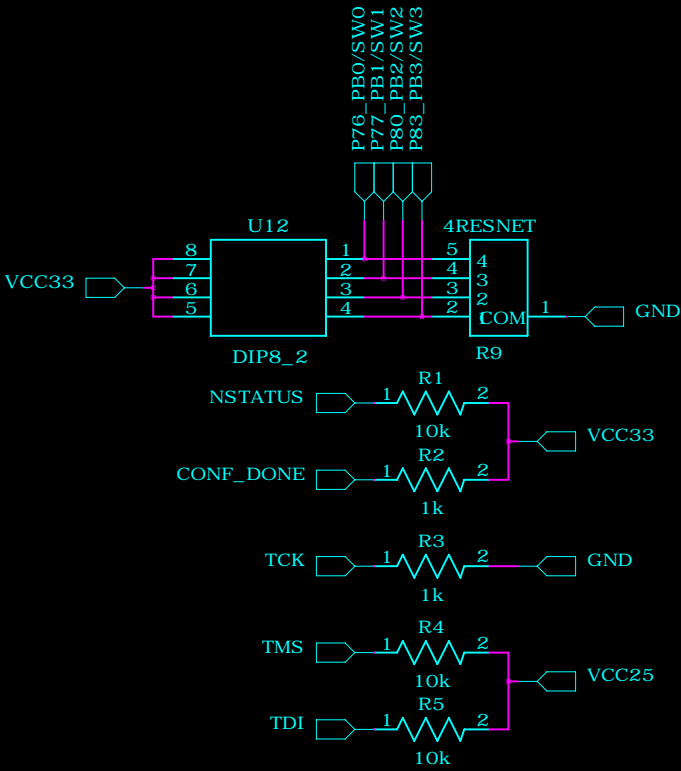 P76_PB0/SW0
P77_PB1/SW1
P80_PB2/SW2
P83_PB3/SW3
U12 4RESNET
8 1 5 4
7 2 4 3
VCC33
6 3 3 2
5 4 2 1 COM 1 GND
DIP8_2 R9
R1
NSTATUS 1 2
10k
VCC33
R2
CONF_DONE 1 2
1k
R3
TCK 1 2 GND
1k
R4
TMS 1 2
10k
VCC25
R5
TDI 1 2
10k